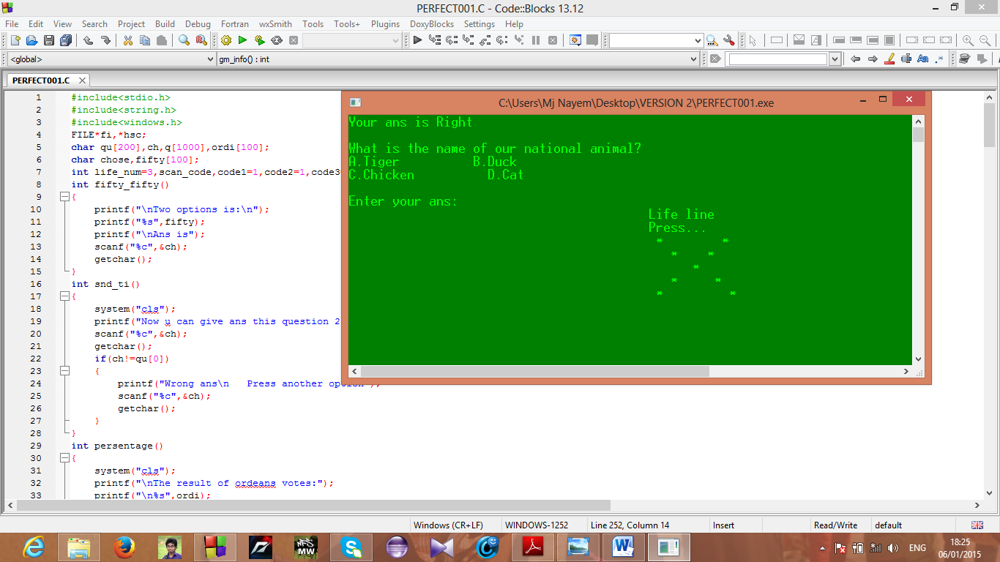 PERFECT001.C - Code::Blocks 13.12
File Edit View Search Project Build Debug Fortran wxSmith Tools Tools+ Plugins DoxyBlocks Settings Help
<global> gm_info() : int
PERFECT001.C
1 #include<stdio.h>
2 #include<string.h>
3 #include<windows.h>
4 FILE*fi,*hsc;
5 char qu[200],ch,q[1000],ordi[100];
6 char chose,fifty[100];
7 int life_num=3,scan_code,code1=1,code2=1,code3=
8 int fifty_fifty()
9 {
10 printf("\nTwo options is:\n");
11 printf("%s",fifty);
12 printf("\nAns is");
13 scanf("%c",&ch);
14 getchar();
15 }
16 int snd_ti()
17 {
18 system("cls");
19 printf("Now u can give ans this question 2
20 scanf("%c",&ch);
21 getchar();
22 if(ch!=qu[0])
23 {
24 printf("Wrong ans\n   Press another option");
25 scanf("%c",&ch);
26 getchar();
27 }
28 }
29 int persentage()
30 {
31 system("cls");
32 printf("\nThe result of ordeans votes:");
33 printf("\n%s",ordi);
C:\Users\Mj Nayem\Desktop\VERSION 2\PERFECT001.exe
Your ans is Right
What is the name of our national animal?
A.Tiger B.Duck
C.Chicken D.Cat
Enter your ans:
Life line
Press...
* *
* *
*
* *
* *
Windows (CR+LF) WINDOWS-1252 Line 252, Column 14 Insert Read/Write default
ENG 18:25
06/01/2015